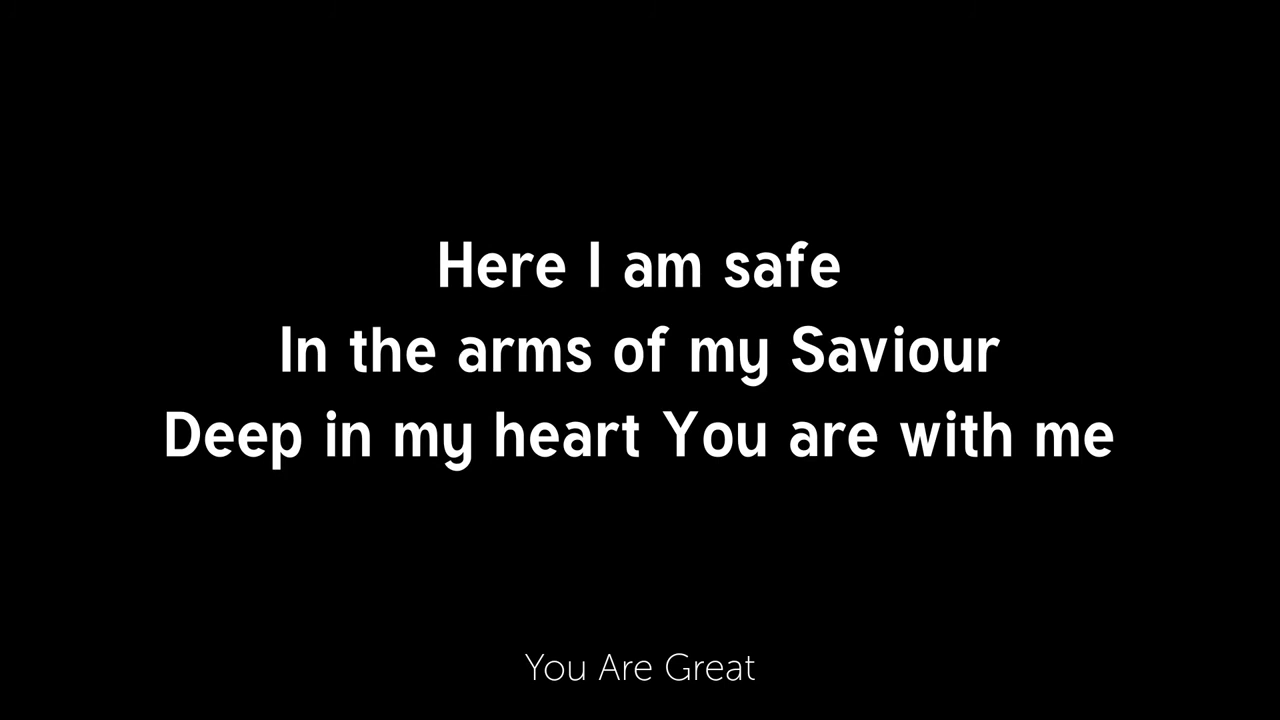 Here I am safe
In the arms of my Saviour
Deep in my heart You are with me
You Are Great